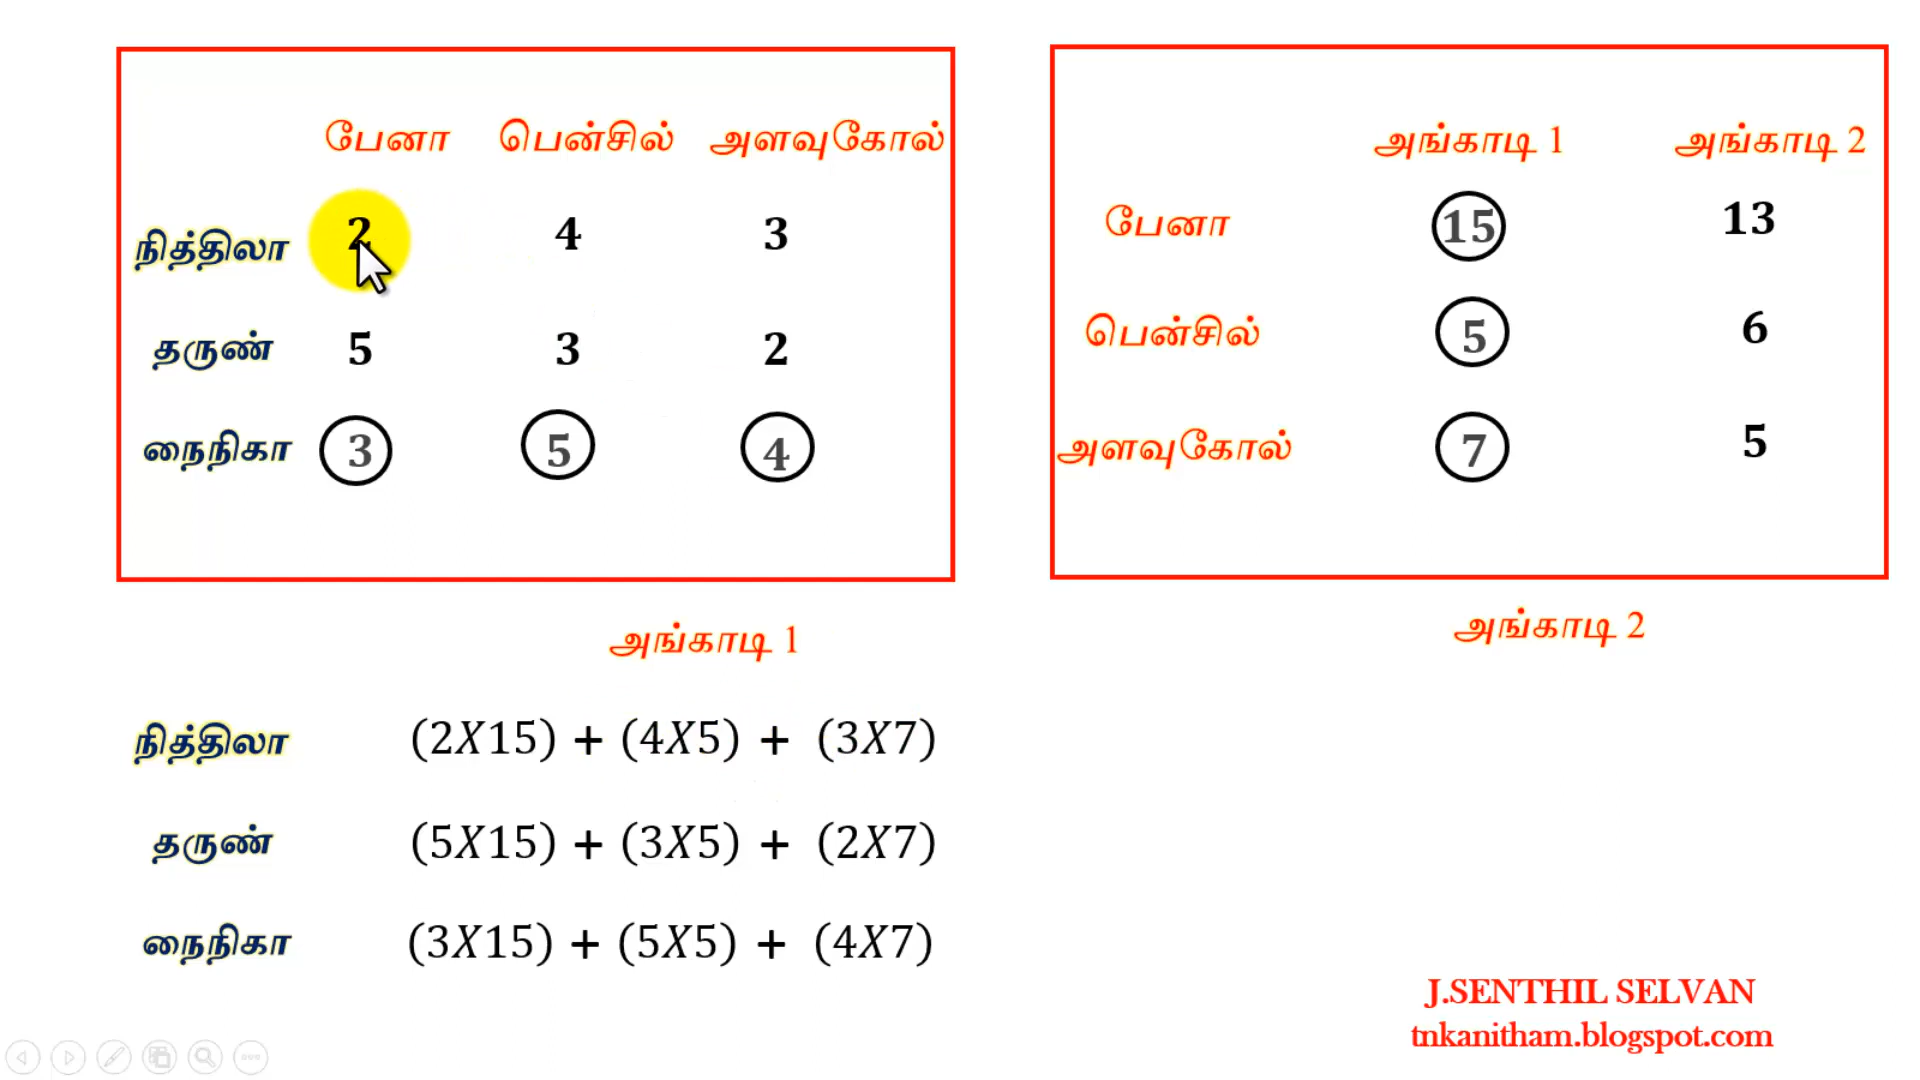 பேனா பென்சில் அளவுகோல்
நித்திலா 2 4 3
தருண் 5 3 2
நைநிகா 3 5 4
அங்காடி 1 அங்காடி 2
பேனா 15 13
பென்சில் 5 6
அளவுகோல் 7 5
அங்காடி 1
நித்திலா (2X15) + (4X5) + (3X7)
தருண் (5X15) + (3X5) + (2X7)
நைநிகா (3X15) + (5X5) + (4X7)
அங்காடி 2
J.SENTHIL SELVAN
tnkanitham.blogspot.com